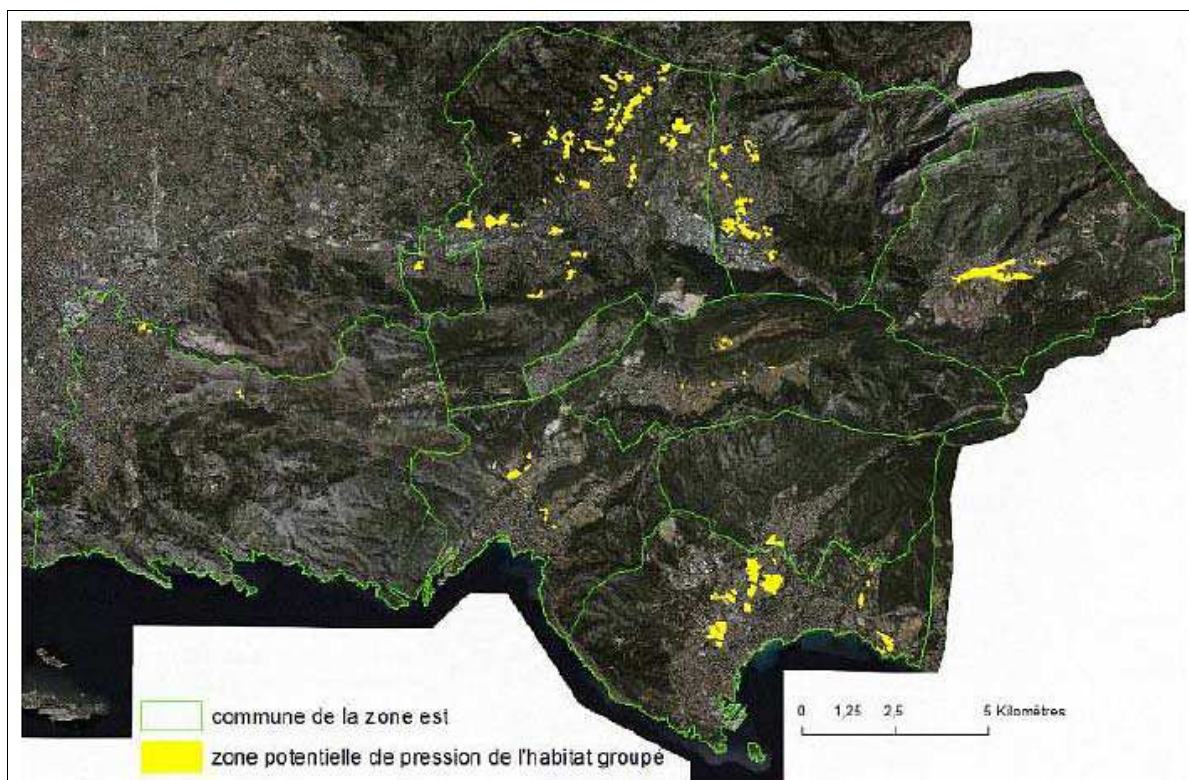 commune de la zone est
zone potentielle de pression de l'habitat groupé
0 1,25 2,5 5 Kilomètres